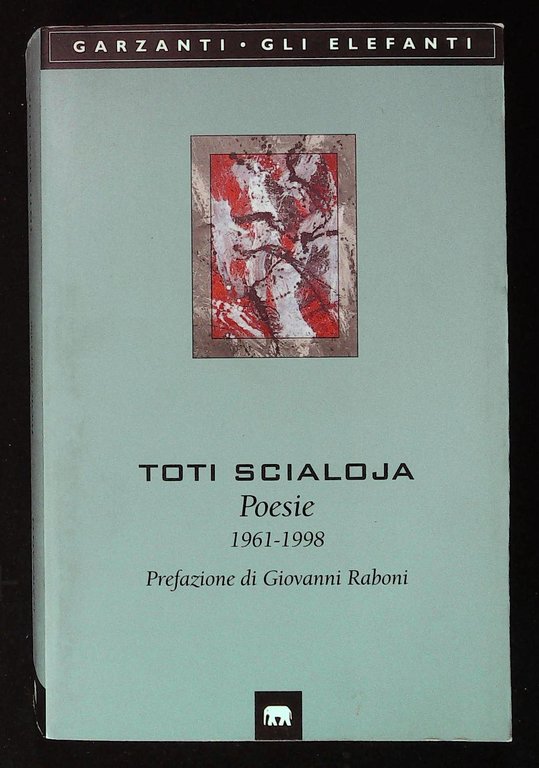 GARZANTI • GLI ELEFANTI
TOTI SCIALOJA
Poesie
1961-1998
Prefazione di Giovanni Raboni